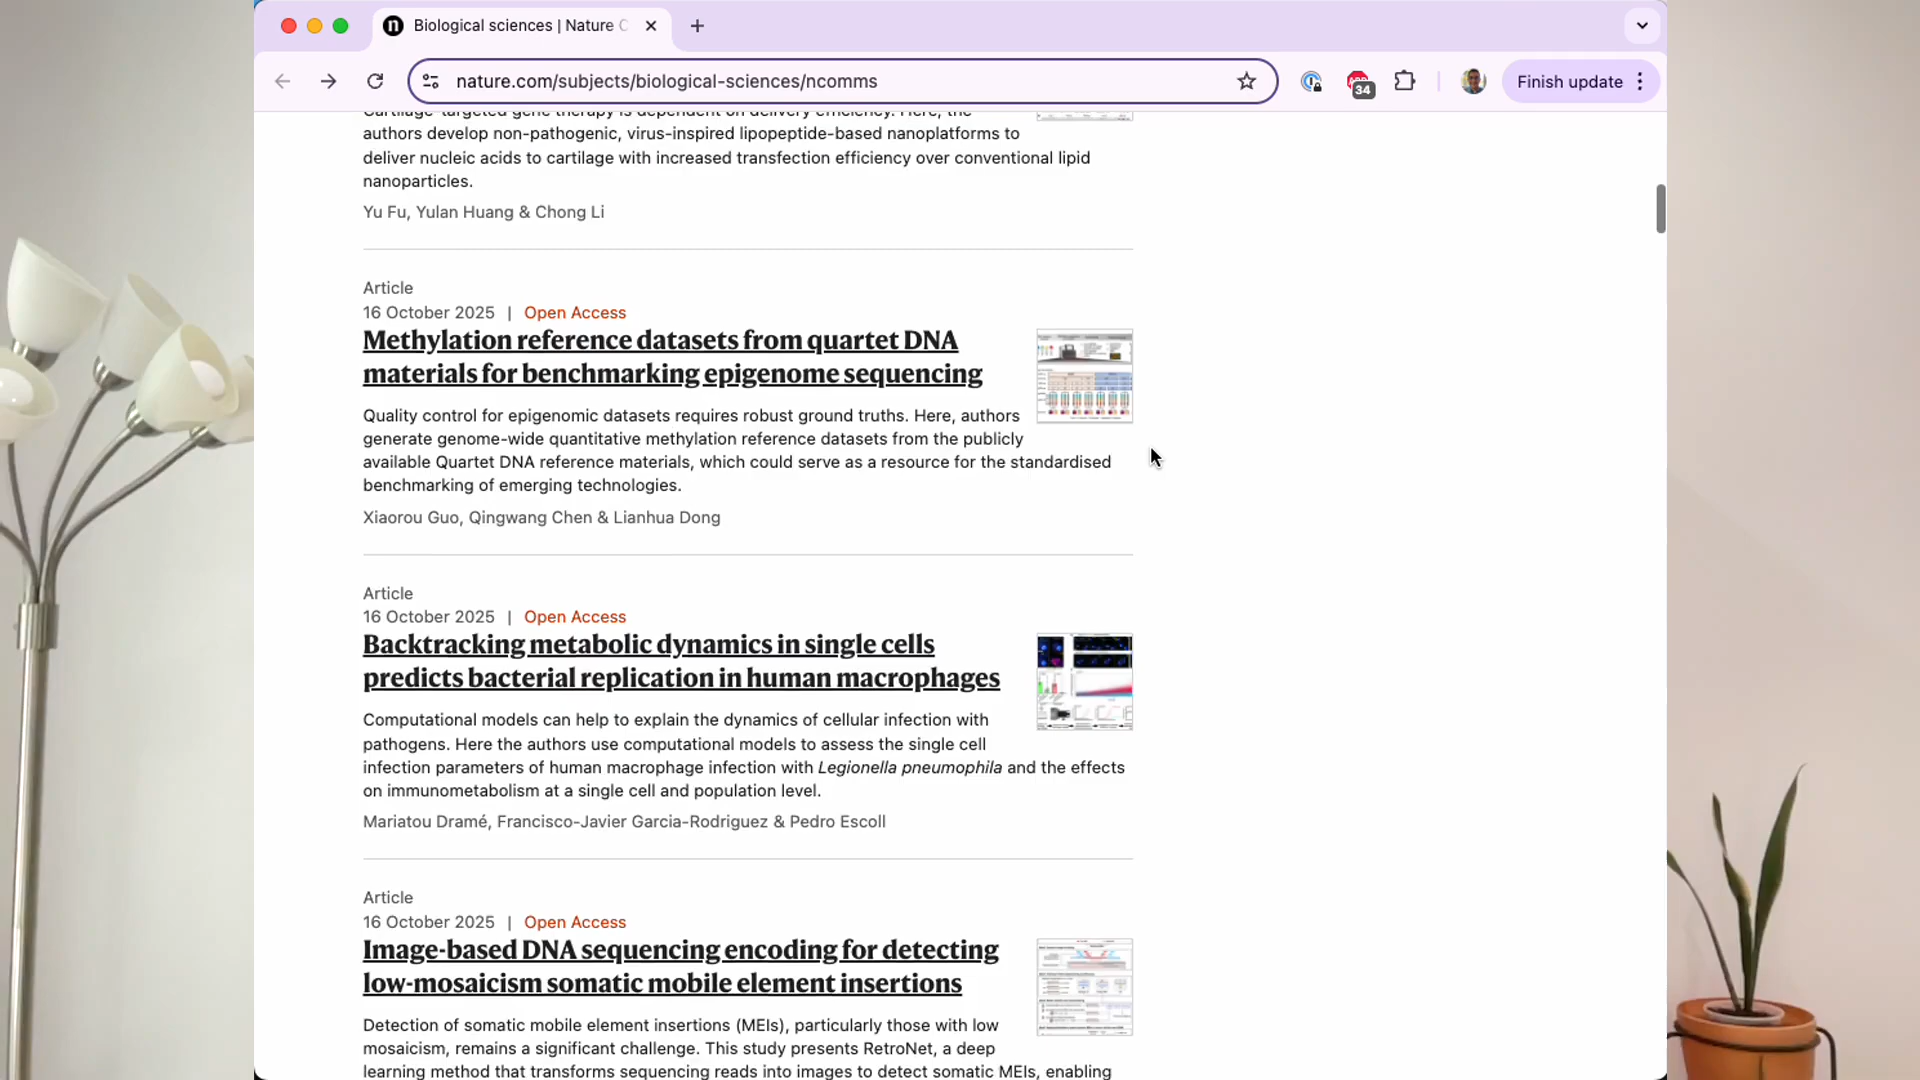 Biological sciences | Nature C
nature.com/subjects/biological-sciences/ncomms
34
Finish update
Cartilage-targeted gene therapy is dependent on delivery efficiency. Here, the
authors develop non-pathogenic, virus-inspired lipopeptide-based nanoplatforms to
deliver nucleic acids to cartilage with increased transfection efficiency over conventional lipid
nanoparticles.
Yu Fu, Yulan Huang & Chong Li
Article
16 October 2025 | Open Access
Methylation reference datasets from quartet DNA
materials for benchmarking epigenome sequencing
Quality control for epigenomic datasets requires robust ground truths. Here, authors
generate genome-wide quantitative methylation reference datasets from the publicly
available Quartet DNA reference materials, which could serve as a resource for the standardised
benchmarking of emerging technologies.
Xiaorou Guo, Qingwang Chen & Lianhua Dong
Article
16 October 2025 | Open Access
Backtracking metabolic dynamics in single cells
predicts bacterial replication in human macrophages
Computational models can help to explain the dynamics of cellular infection with
pathogens. Here the authors use computational models to assess the single cell
infection parameters of human macrophage infection with Legionella pneumophila and the effects
on immunometabolism at a single cell and population level.
Mariatou Dramé, Francisco-Javier Garcia-Rodriguez & Pedro Escoll
Article
16 October 2025 | Open Access
Image-based DNA sequencing encoding for detecting
low-mosaicism somatic mobile element insertions
Detection of somatic mobile element insertions (MEIs), particularly those with low
mosaicism, remains a significant challenge. This study presents RetroNet, a deep
learning method that transforms sequencing reads into images to detect somatic MEIs, enabling